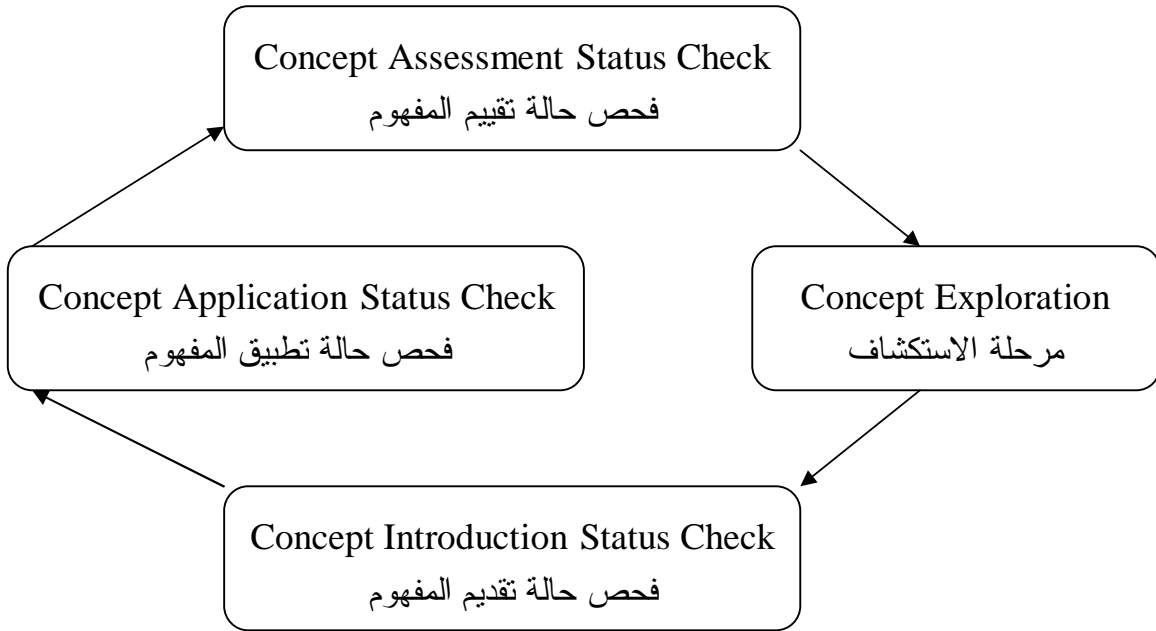 Concept Assessment Status Check
فحص حالة تقييم المفهوم
Concept Application Status Check
فحص حالة تطبيق المفهوم
Concept Exploration
مرحلة الاستكشاف
Concept Introduction Status Check
فحص حالة تقديم المفهوم